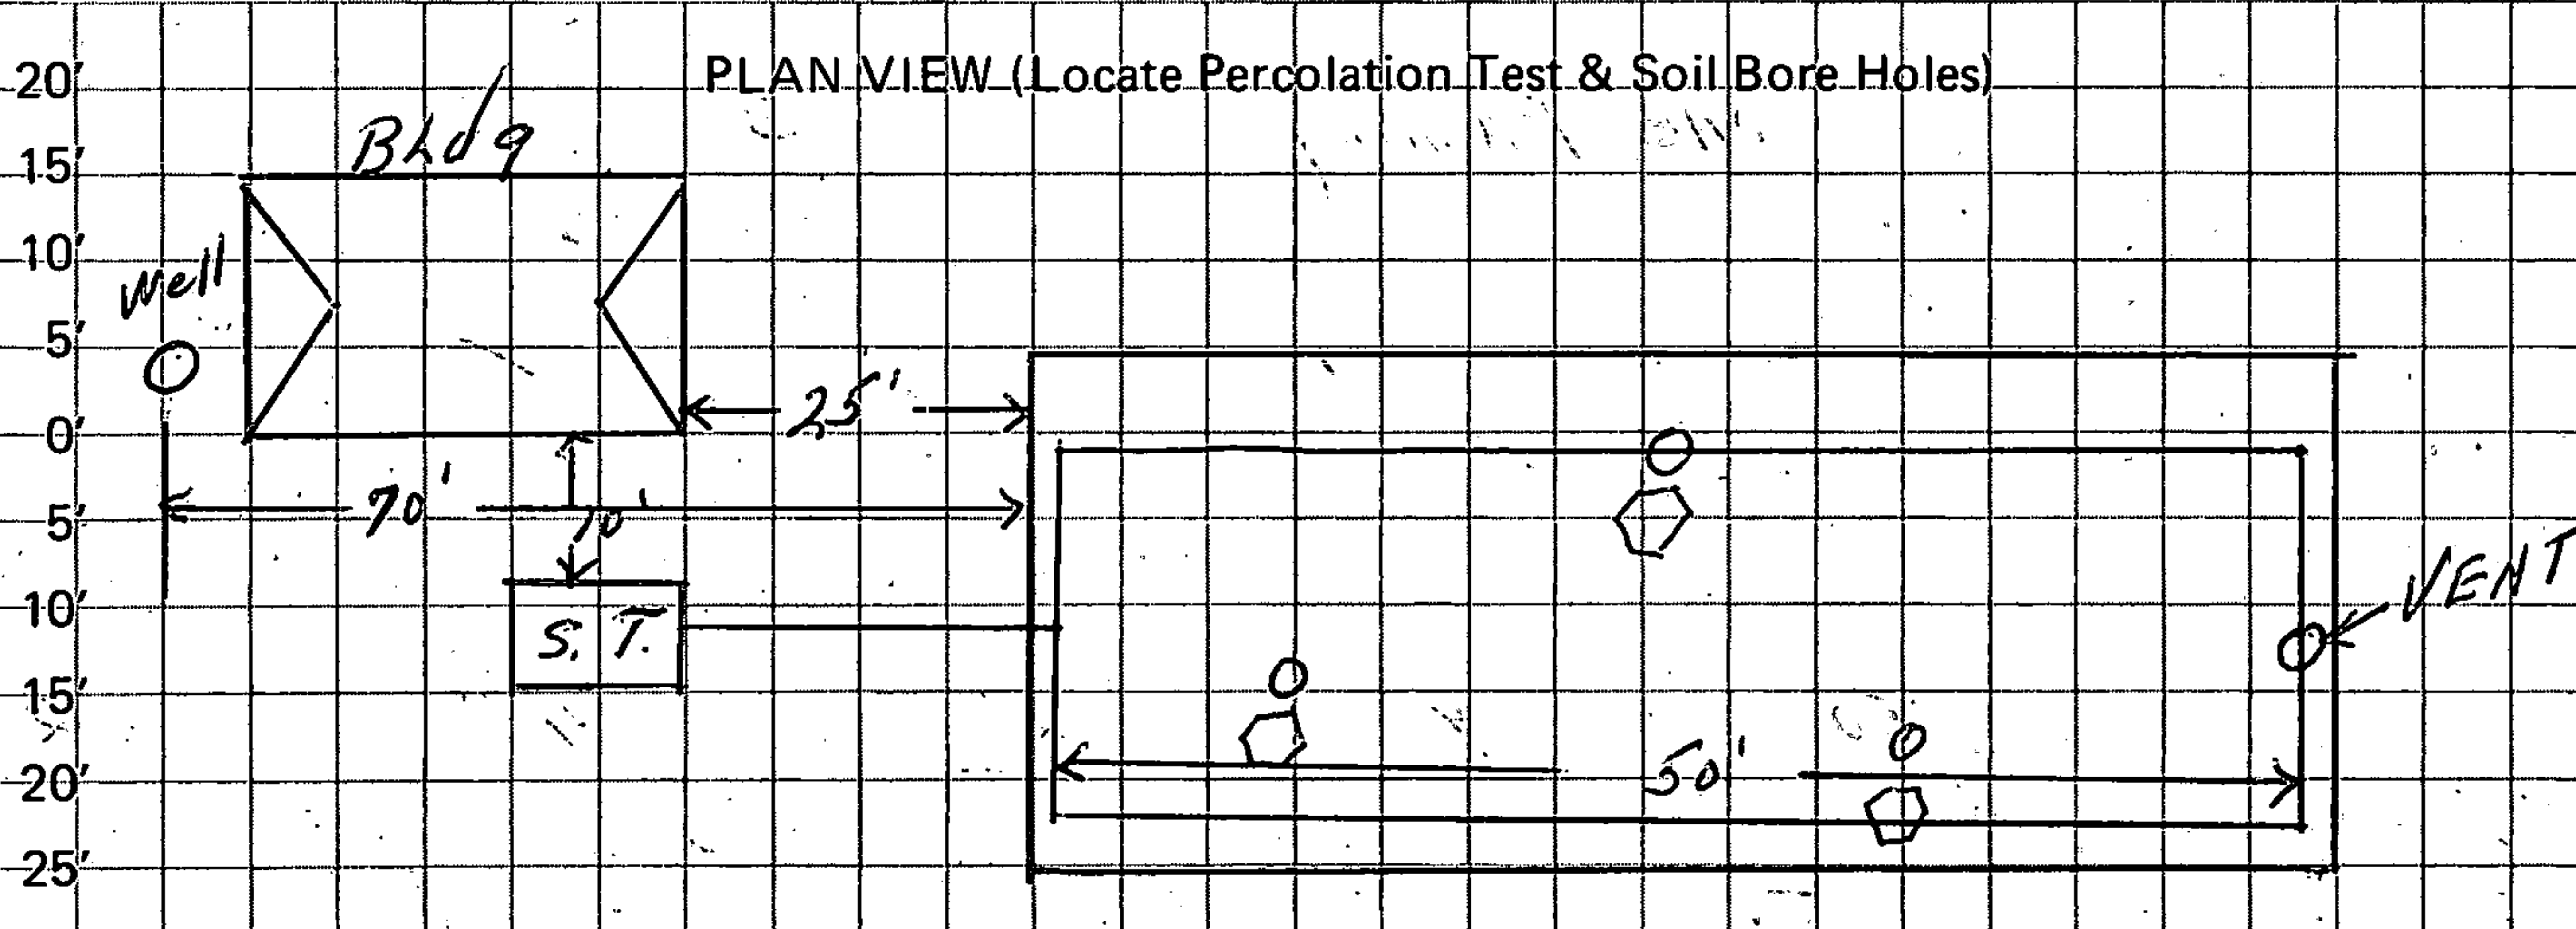 PLAN VIEW (Locate Percolation Test & Soil Bore Holes)
20'
Bldg
15'
10'
Well
5'
0'
25'
70'
5'
10'
10'
S. T.
VENT
15'
50'
20'
25'